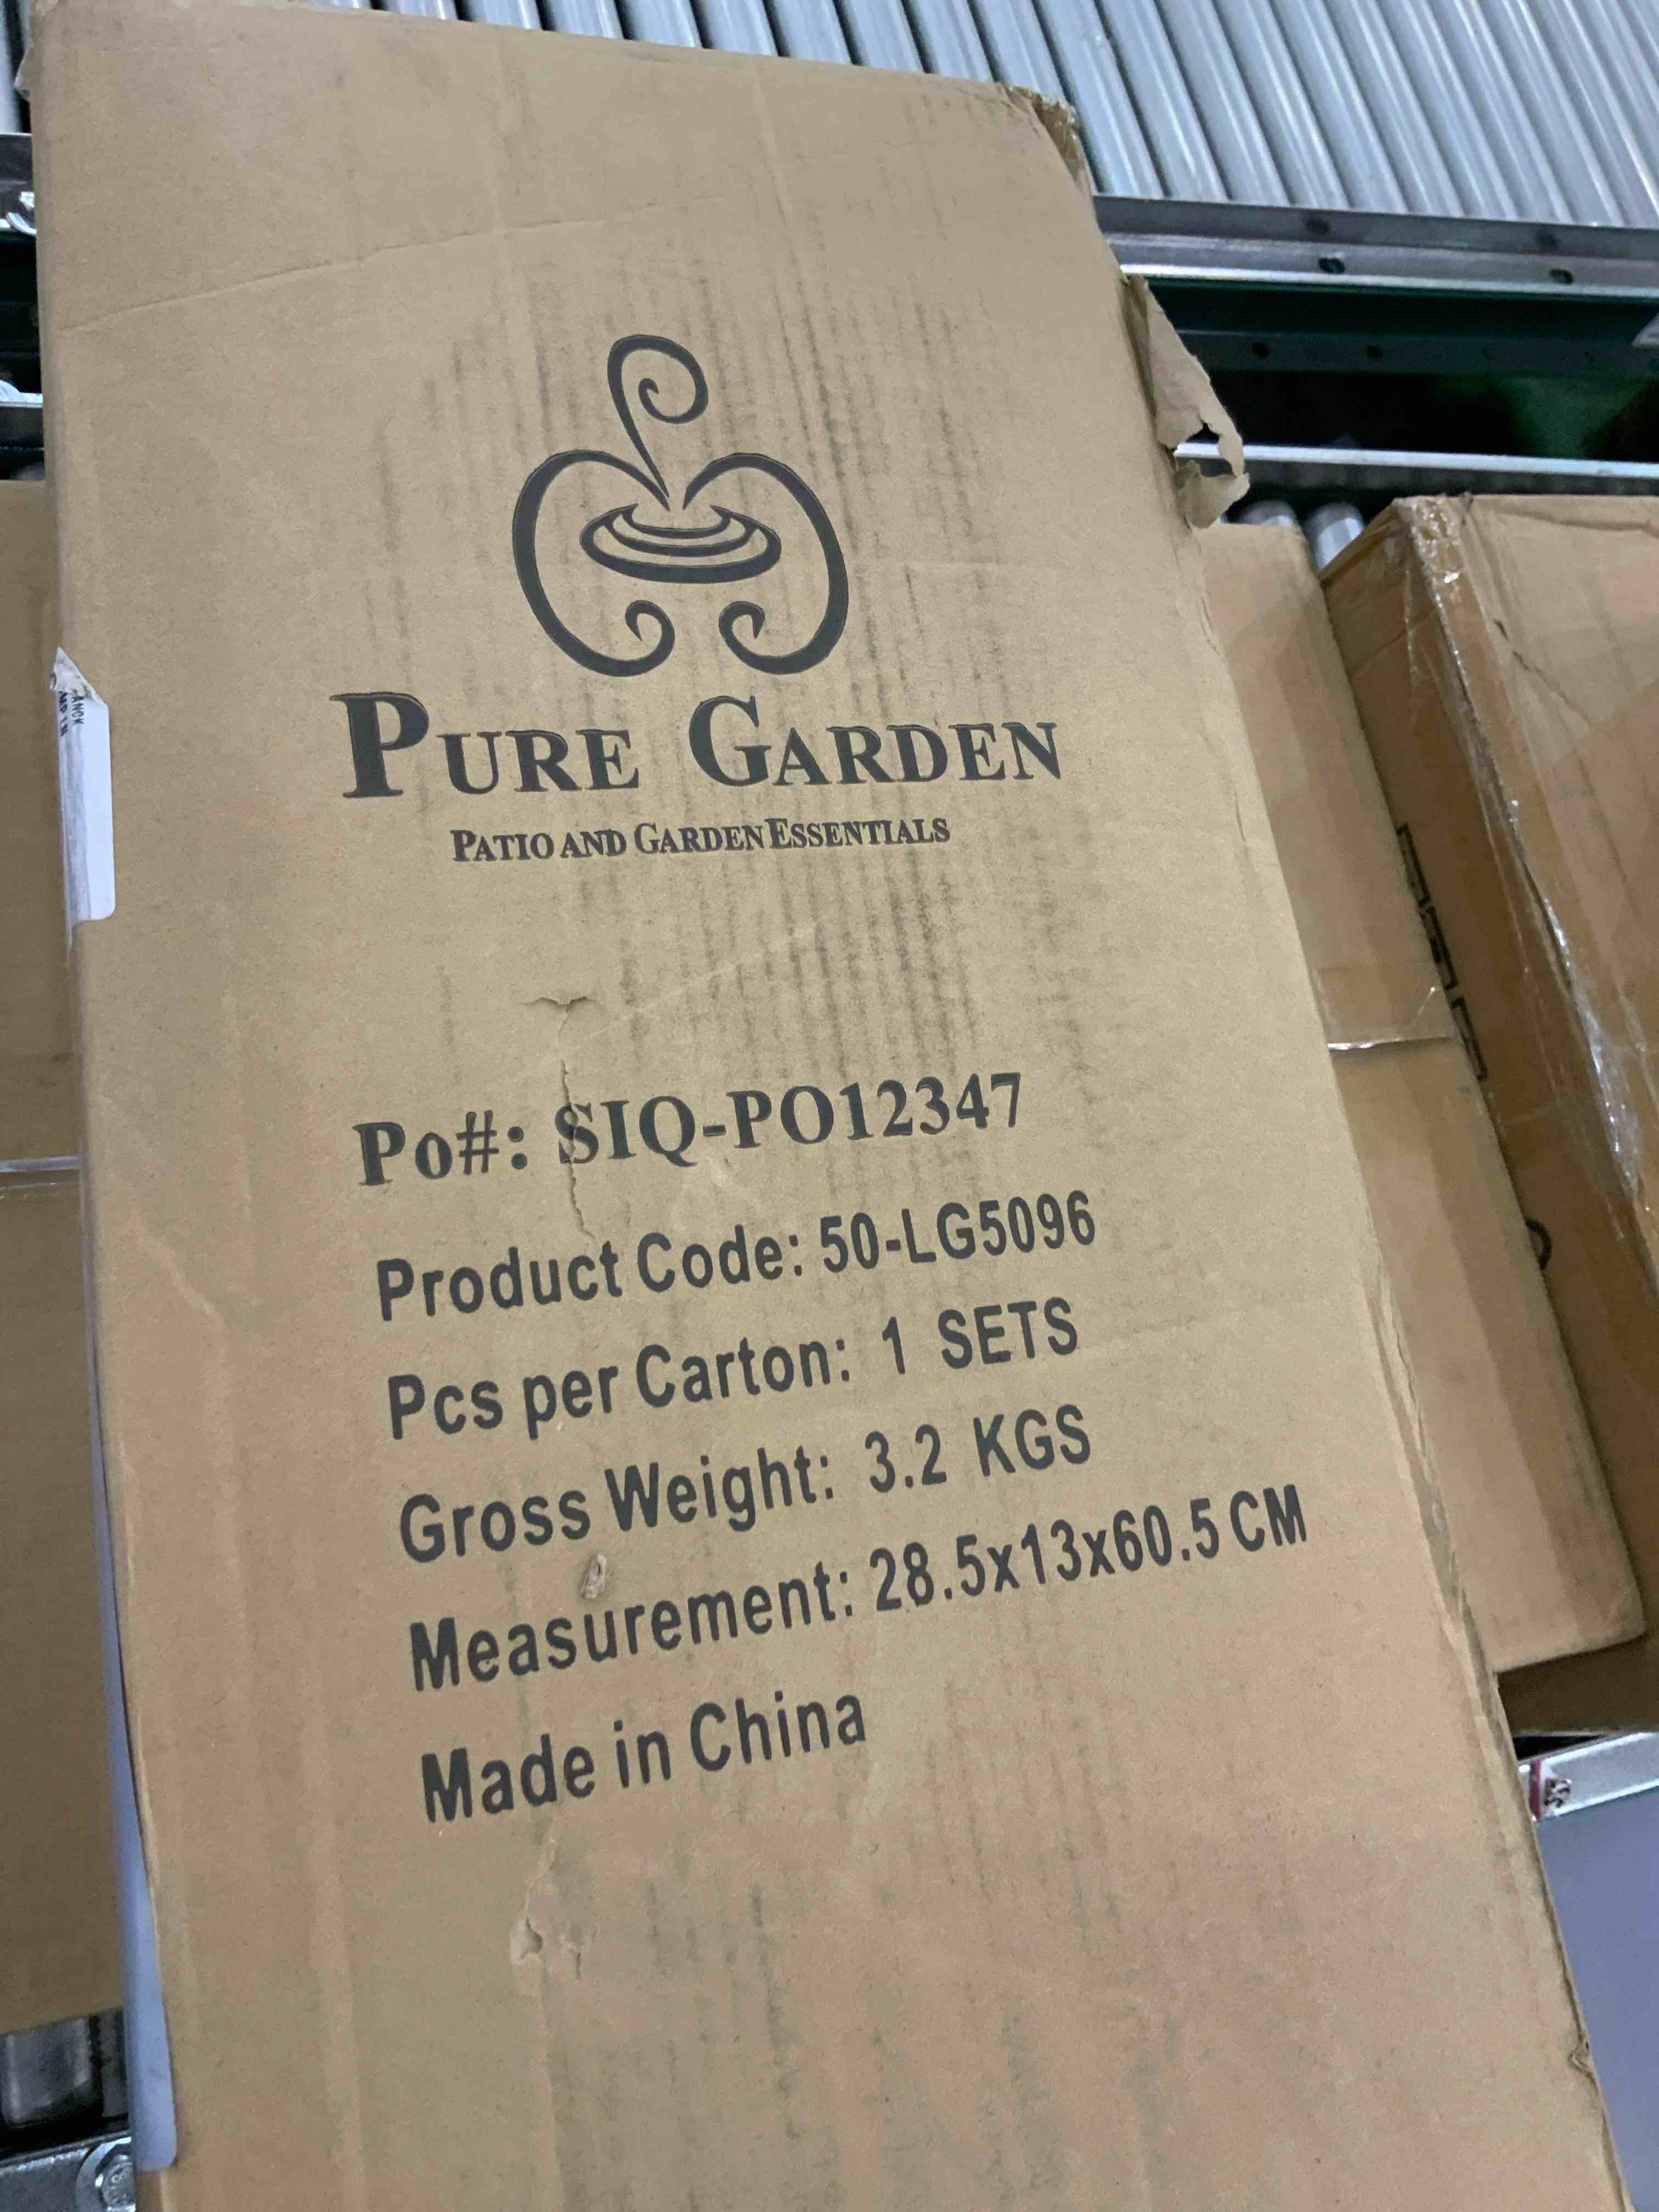 PURE GARDEN
PATIO AND GARDEN ESSENTIALS
Po#: SIQ-PO12347
Product Code: 50-LG5096
Pcs per Carton: 1 SETS
Gross Weight: 3.2 KGS
Measurement: 28.5x13x60.5 CM
Made in China